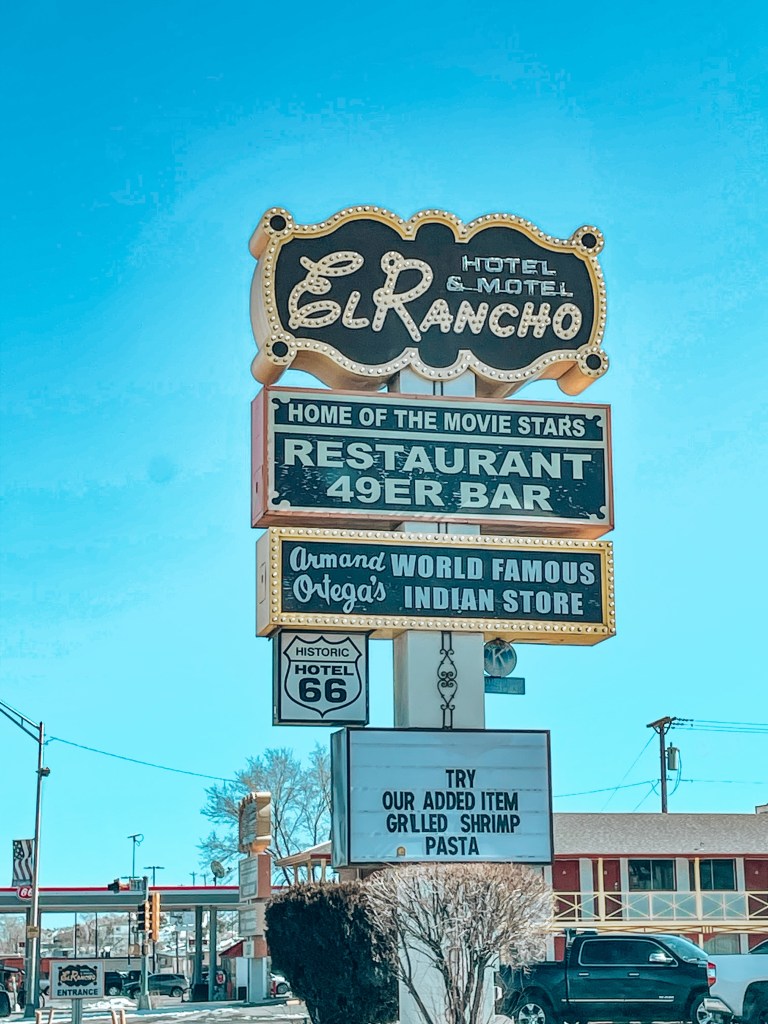 HOTEL
& MOTEL
EL RANCHO
HOME OF THE MOVIE STARS
RESTAURANT
49ER BAR
Armand Ortega's
WORLD FAMOUS
INDIAN STORE
HISTORIC
HOTEL
66
K
TRY
OUR ADDED ITEM
GRLLED SHRIMP
PASTA
66
El RANCHO
ENTRANCE